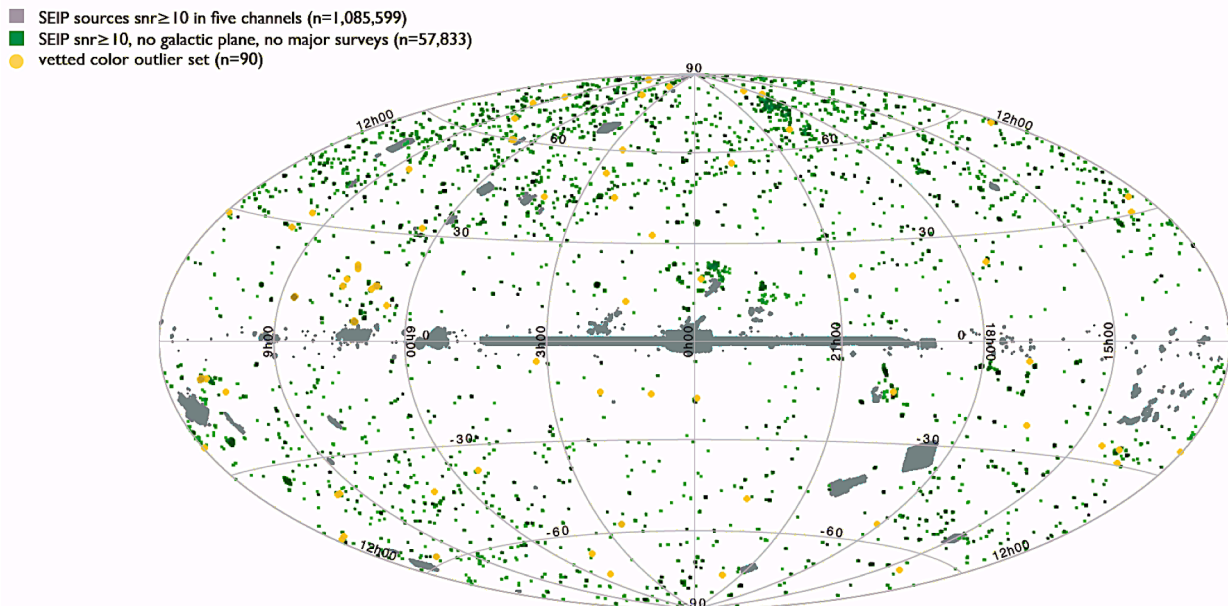 SEIP sources snr≥10 in five channels (n=1,085,599)
SEIP snr≥10, no galactic plane, no major surveys (n=57,833)
vetted color outlier set (n=90)
90
12h00 12h00
60 60
30 30
9h00 06h0 0 3h00 0h00 21h00 0 18h00 15h00
-30 -30
-60 -60
12h00 12h00
90